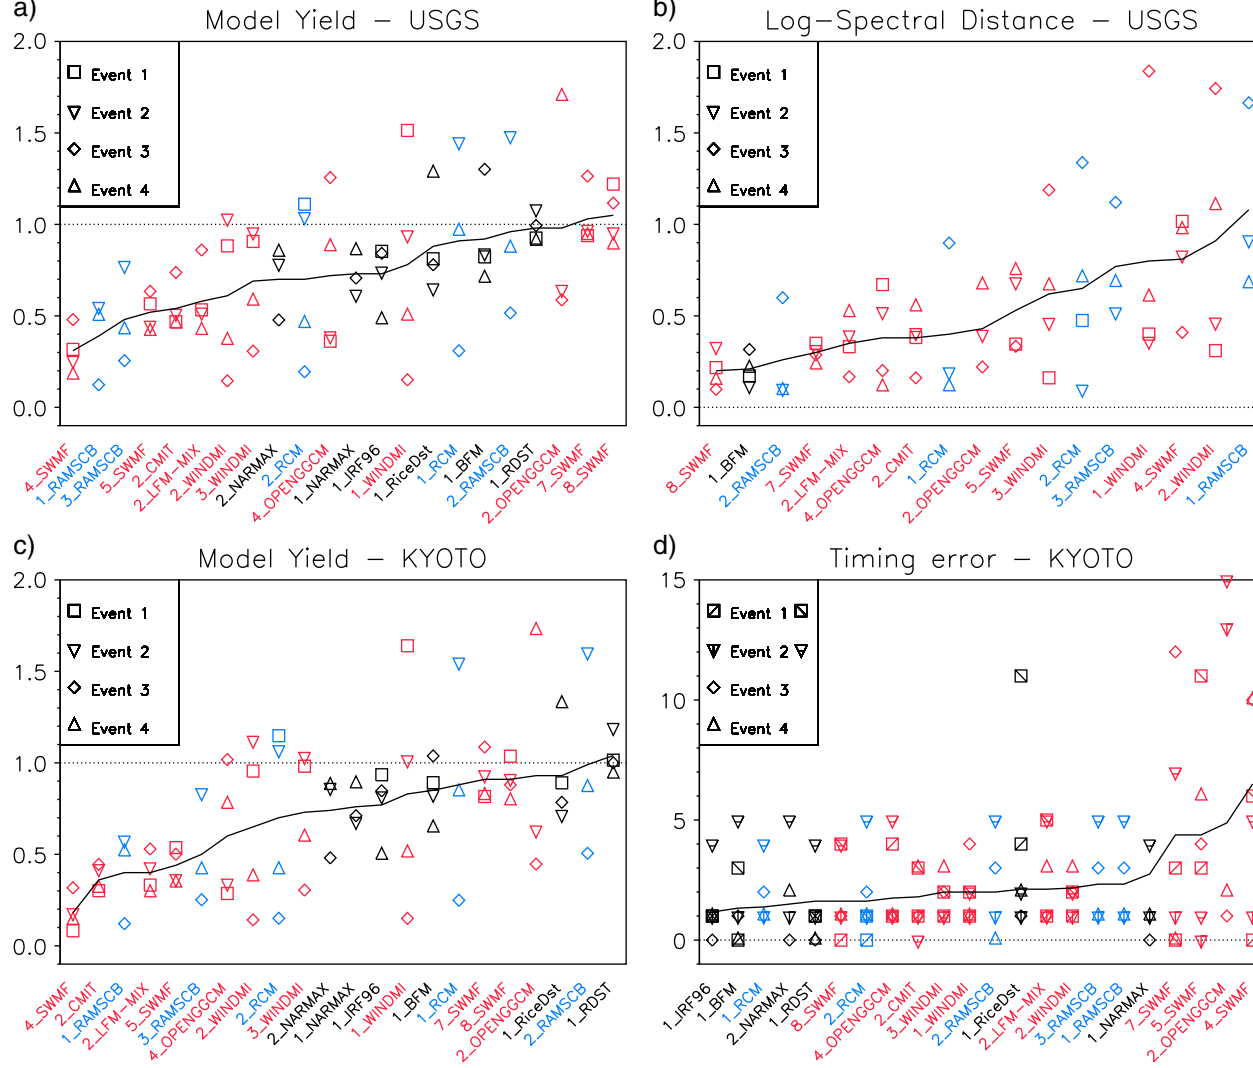 a)
Model Yield – USGS
2.0
1.5
1.0
0.5
0.0
Event 1
Event 2
Event 3
Event 4
4_SWMF
1_RAMSCB
3_RAMSCB
5_SWMF
2_CMIT
2_LFM–MIX
2_WINDMI
3_WINDMI
2_NARMAX
2_RCM
4_OPENGGCM
1_NARMAX
1_IRF96
1_WINDMI
1_RiceDst
1_RCM
1_BFM
2_RAMSCB
1_RDST
2_OPENGGCM
7_SWMF
8_SWMF
b)
Log–Spectral Distance – USGS
2.0
1.5
1.0
0.5
0.0
Event 1
Event 2
Event 3
Event 4
8_SWMF
1_BFM
2_RAMSCB
7_SWMF
2_LFM–MIX
4_OPENGGCM
2_CMIT
1_RCM
2_OPENGGCM
5_SWMF
3_WINDMI
2_RCM
3_RAMSCB
1_WINDMI
4_SWMF
2_WINDMI
1_RAMSCB
c)
Model Yield – KYOTO
2.0
1.5
1.0
0.5
0.0
Event 1
Event 2
Event 3
Event 4
4_SWMF
2_CMIT
1_RAMSCB
2_LFM–MIX
5_SWMF
3_RAMSCB
4_OPENGGCM
2_WINDMI
2_RCM
3_WINDMI
2_NARMAX
1_NARMAX
1_IRF96
1_WINDMI
1_BFM
1_RCM
7_SWMF
8_SWMF
2_OPENGGCM
1_RiceDst
2_RAMSCB
1_RDST
d)
Timing error – KYOTO
15
10
5
0
Event 1
Event 2
Event 3
Event 4
1_IRF96
1_BFM
1_RCM
2_NARMAX
1_RDST
8_SWMF
2_RCM
4_OPENGGCM
2_CMIT
3_WINDMI
1_WINDMI
2_RAMSCB
1_RiceDst
2_LFM–MIX
2_WINDMI
3_RAMSCB
1_RAMSCB
1_NARMAX
7_SWMF
5_SWMF
2_OPENGGCM
4_SWMF